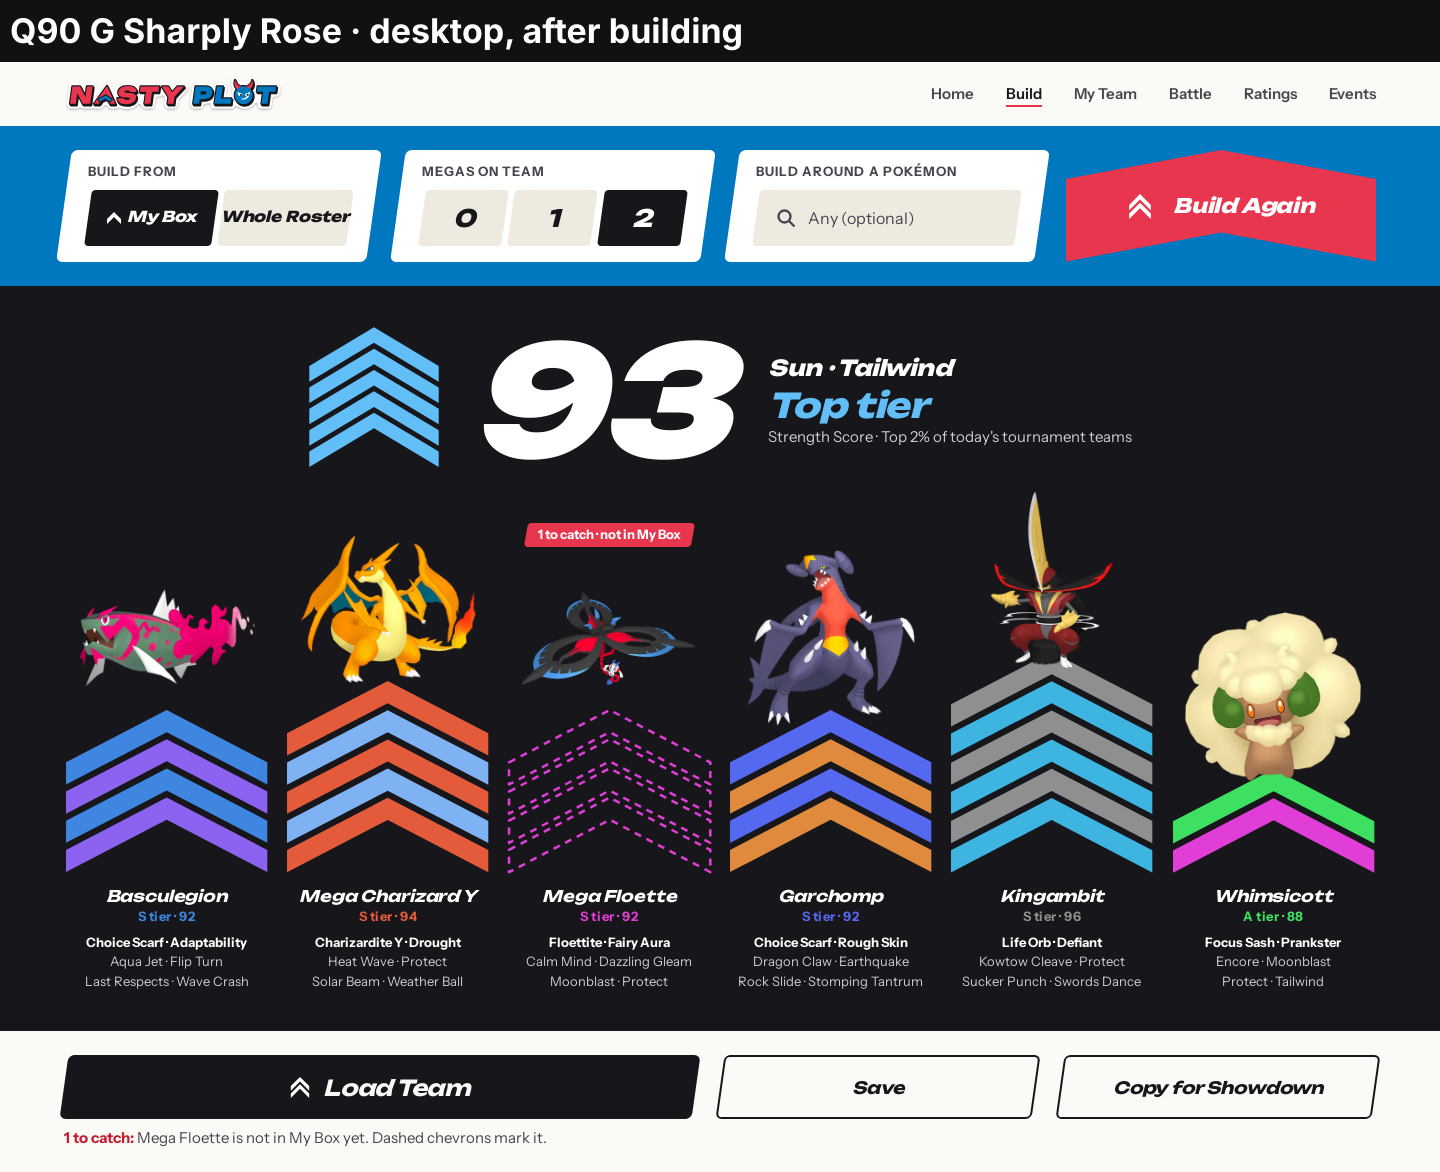 Q90 G Sharply Rose · desktop, after building
NASTY PLOT
Home Build My Team Battle Ratings Events
BUILD FROM
My Box Whole Roster
MEGAS ON TEAM
0 1 2
BUILD AROUND A POKÉMON
Any (optional)
Build Again
93
Sun · Tailwind
Top tier
Strength Score · Top 2% of today's tournament teams
1 to catch · not in My Box
Basculegion
S tier · 92
Choice Scarf · Adaptability
Aqua Jet · Flip Turn
Last Respects · Wave Crash
Mega Charizard Y
S tier · 94
Charizardite Y · Drought
Heat Wave · Protect
Solar Beam · Weather Ball
Mega Floette
S tier · 92
Floettite · Fairy Aura
Calm Mind · Dazzling Gleam
Moonblast · Protect
Garchomp
S tier · 92
Choice Scarf · Rough Skin
Dragon Claw · Earthquake
Rock Slide · Stomping Tantrum
Kingambit
S tier · 96
Life Orb · Defiant
Kowtow Cleave · Protect
Sucker Punch · Swords Dance
Whimsicott
A tier · 88
Focus Sash · Prankster
Encore · Moonblast
Protect · Tailwind
Load Team
Save
Copy for Showdown
1 to catch: Mega Floette is not in My Box yet. Dashed chevrons mark it.